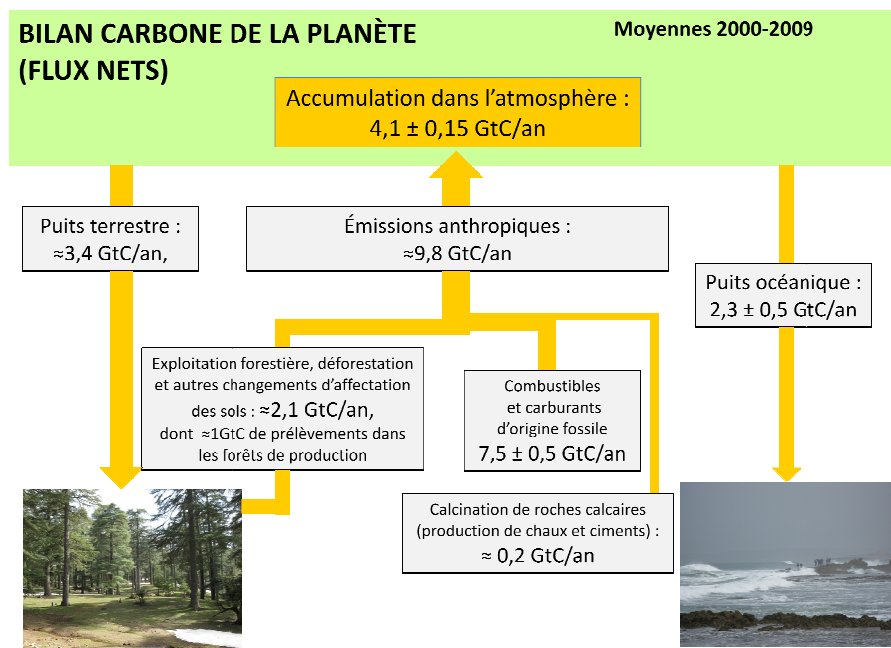 BILAN CARBONE DE LA PLANÈTE
(FLUX NETS)
Moyennes 2000-2009
Accumulation dans l'atmosphère :
4,1 ± 0,15 GtC/an
Puits terrestre :
≈3,4 GtC/an,
Émissions anthropiques :
≈9,8 GtC/an
Puits océanique :
2,3 ± 0,5 GtC/an
Exploitation forestière, déforestation
et autres changements d'affectation
des sols : ≈2,1 GtC/an,
dont ≈1GtC de prélèvements dans
les forêts de production
Combustibles
et carburants
d'origine fossile
7,5 ± 0,5 GtC/an
Calcination de roches calcaires
(production de chaux et ciments) :
≈ 0,2 GtC/an